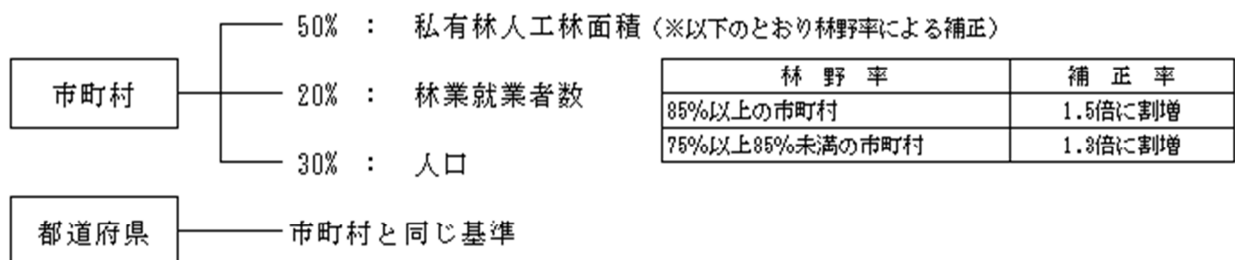 50% : 私有林人工林面積（※以下のとおり林野率による補正）
市町村
20% : 林業就業者数
30% : 人口
林野率 補正率
85%以上の市町村 1.5倍に割増
75%以上85%未満の市町村 1.3倍に割増
都道府県 市町村と同じ基準